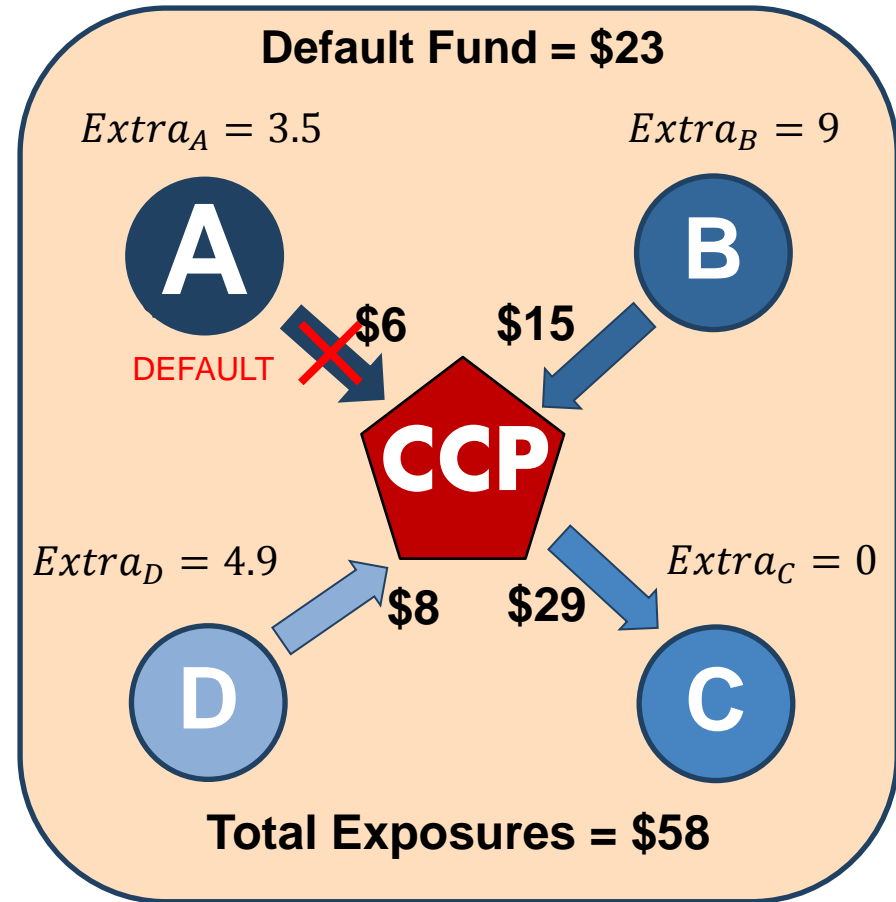 Default Fund = $23
Extra_A = 3.5
Extra_B = 9
A
B
$6
$15
DEFAULT
CCP
Extra_D = 4.9
Extra_C = 0
$8
$29
D
C
Total Exposures = $58